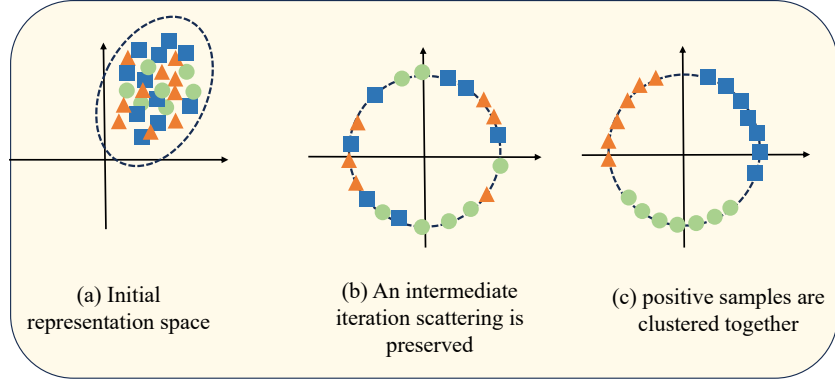 (a) Initial
representation space
(b) An intermediate
iteration scattering is
preserved
(c) positive samples are
clustered together